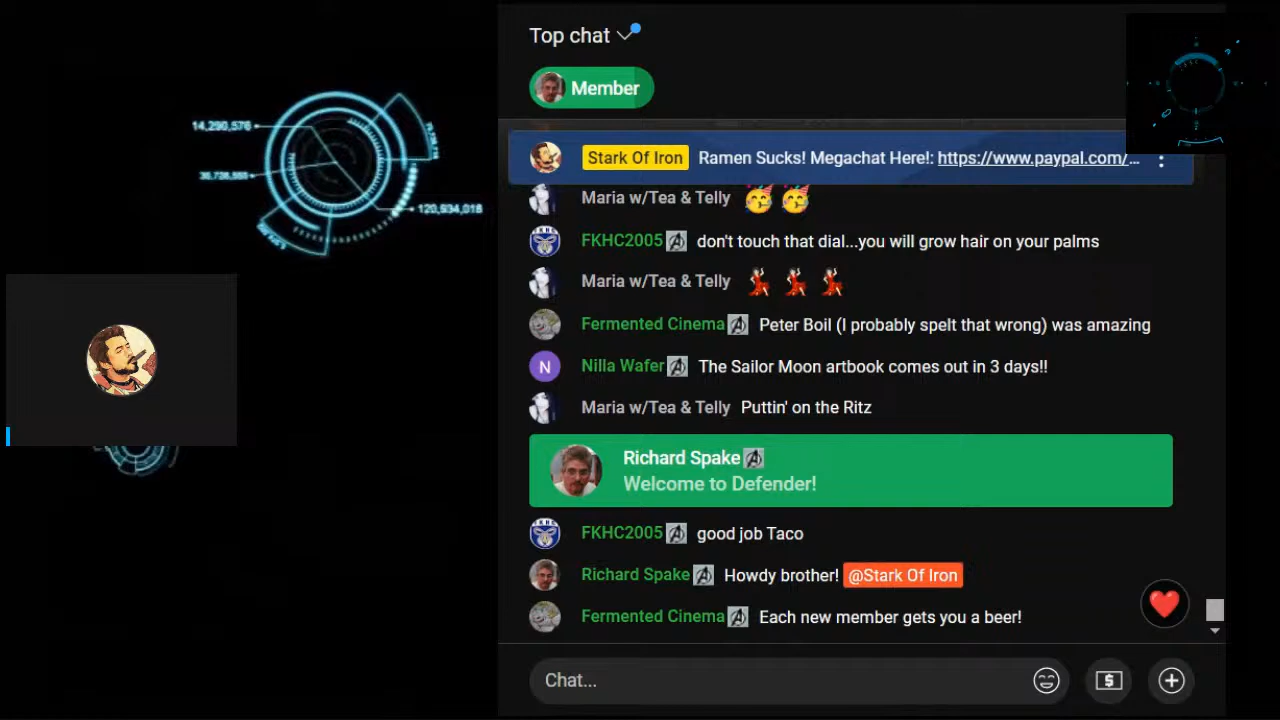 Top chat
Member
14,290,576
Stark Of Iron Ramen Sucks! Megachat Here!: https://www.paypal.com/…
Maria w/Tea & Telly 🥳 🥳
120,934,018
FKHC2005 don't touch that dial...you will grow hair on your palms
Maria w/Tea & Telly 💃 💃 💃
Fermented Cinema Peter Boil (I probably spelt that wrong) was amazing
N Nilla Wafer The Sailor Moon artbook comes out in 3 days!!
Maria w/Tea & Telly Puttin' on the Ritz
Richard Spake
Welcome to Defender!
FKHC2005 good job Taco
Richard Spake Howdy brother! @Stark Of Iron
Fermented Cinema Each new member gets you a beer!
Chat...